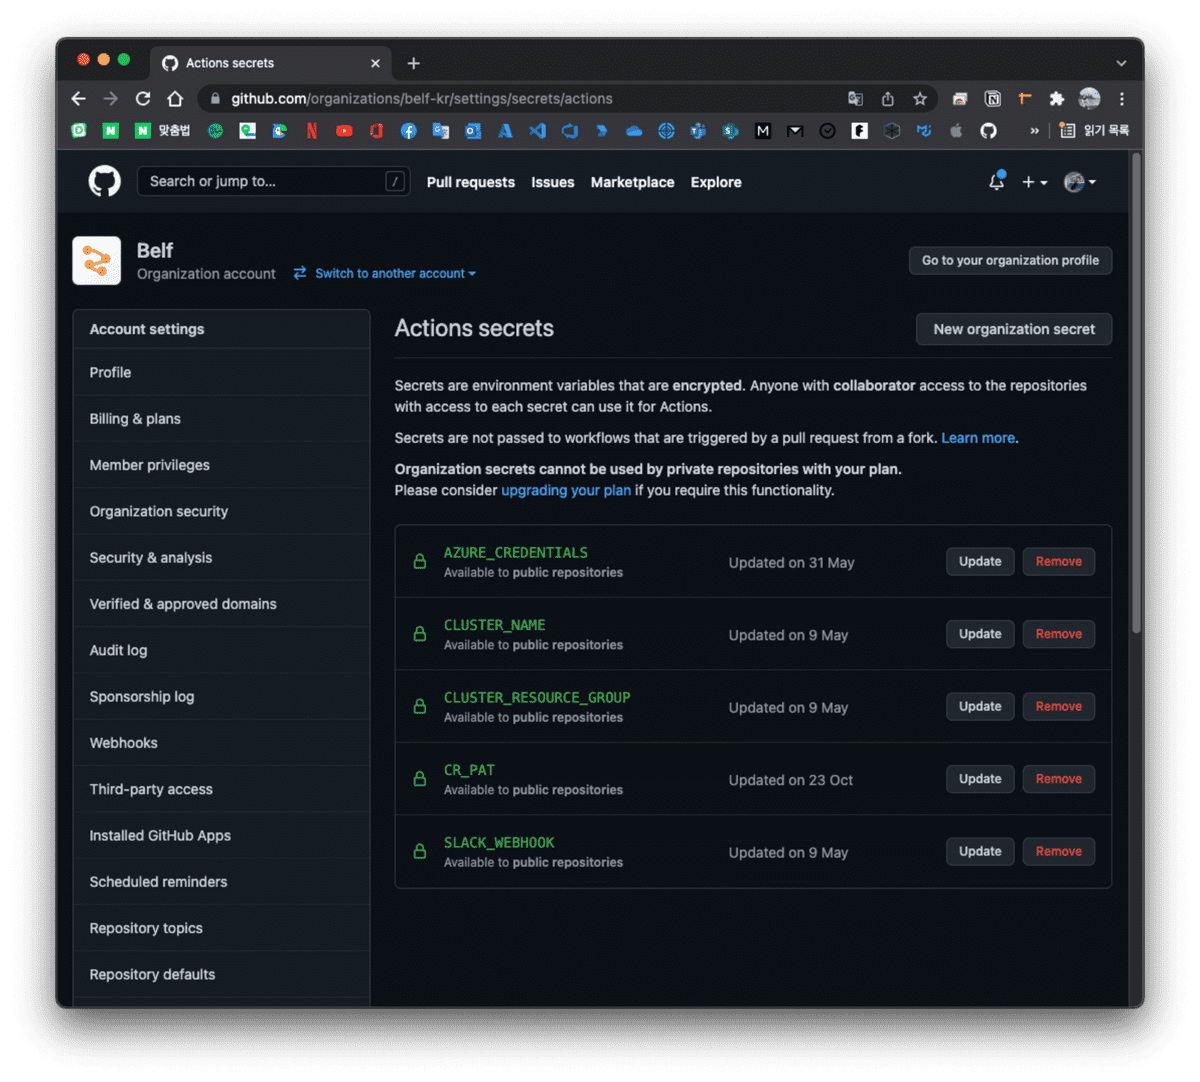 Actions secrets
github.com/organizations/belf-kr/settings/secrets/actions
맞춤법
읽기 목록
Search or jump to...
/
Pull requests
Issues
Marketplace
Explore
Belf
Organization account
Switch to another account
Go to your organization profile
Account settings
Profile
Billing & plans
Member privileges
Organization security
Security & analysis
Verified & approved domains
Audit log
Sponsorship log
Webhooks
Third-party access
Installed GitHub Apps
Scheduled reminders
Repository topics
Repository defaults
Actions secrets
New organization secret
Secrets are environment variables that are encrypted. Anyone with collaborator access to the repositories
with access to each secret can use it for Actions.
Secrets are not passed to workflows that are triggered by a pull request from a fork. Learn more.
Organization secrets cannot be used by private repositories with your plan.
Please consider upgrading your plan if you require this functionality.
AZURE_CREDENTIALS
Available to public repositories
Updated on 31 May
Update
Remove
CLUSTER_NAME
Available to public repositories
Updated on 9 May
Update
Remove
CLUSTER_RESOURCE_GROUP
Available to public repositories
Updated on 9 May
Update
Remove
CR_PAT
Available to public repositories
Updated on 23 Oct
Update
Remove
SLACK_WEBHOOK
Available to public repositories
Updated on 9 May
Update
Remove